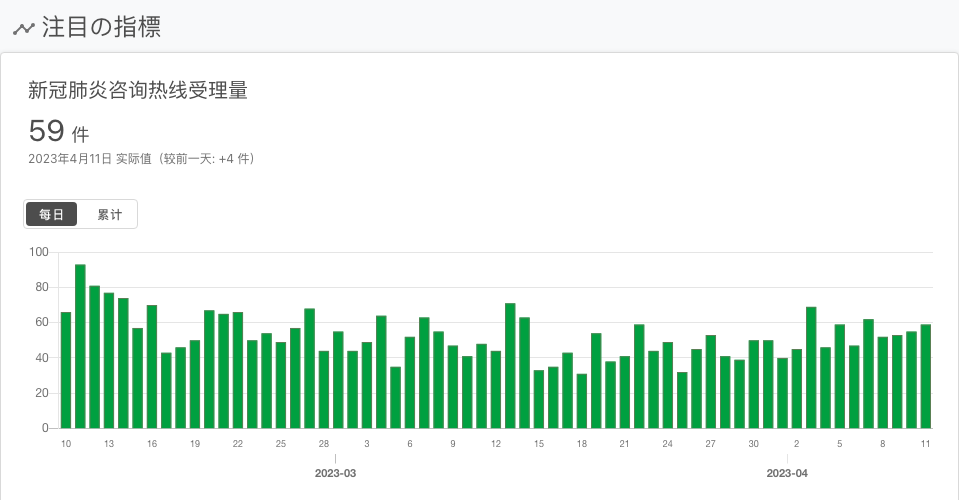 注目の指標
新冠肺炎咨询热线受理量
59 件
2023年4月11日 实际值（较前一天: +4 件）
每日 累计
100
80
60
40
20
0
10 13 16 19 22 25 28 3 6 9 12 15 18 21 24 27 30 2 5 8 11
2023-03 2023-04